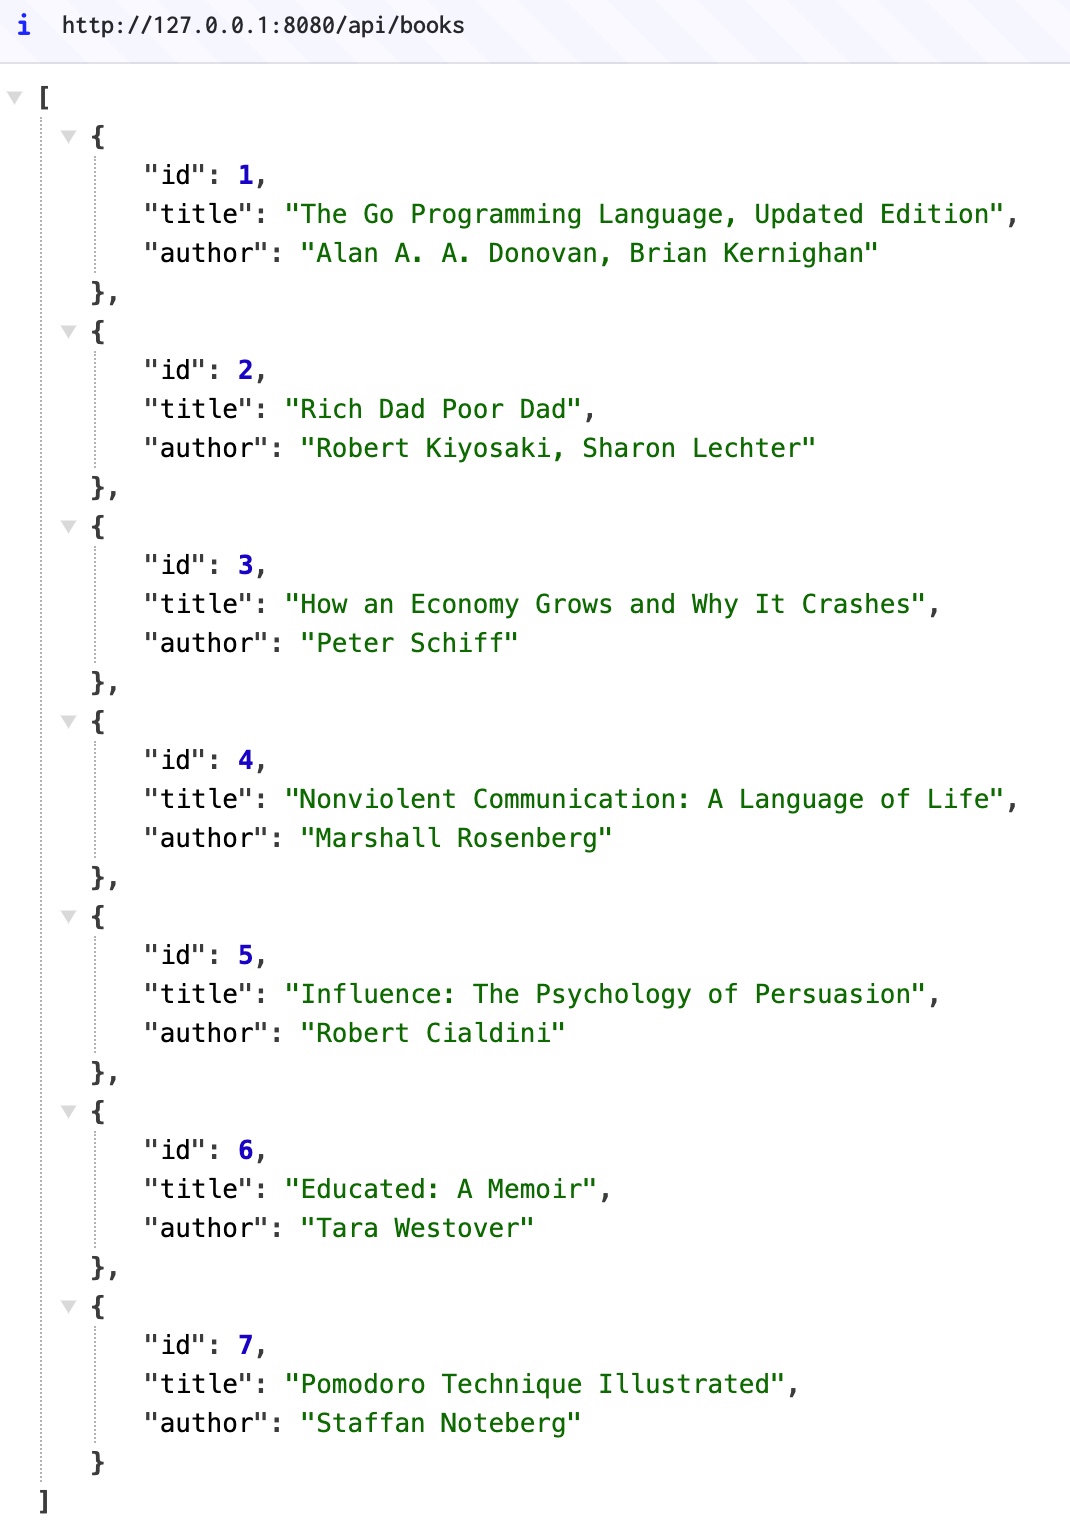 i http://127.0.0.1:8080/api/books
[
{
"id": 1,
"title": "The Go Programming Language, Updated Edition",
"author": "Alan A. A. Donovan, Brian Kernighan"
},
{
"id": 2,
"title": "Rich Dad Poor Dad",
"author": "Robert Kiyosaki, Sharon Lechter"
},
{
"id": 3,
"title": "How an Economy Grows and Why It Crashes",
"author": "Peter Schiff"
},
{
"id": 4,
"title": "Nonviolent Communication: A Language of Life",
"author": "Marshall Rosenberg"
},
{
"id": 5,
"title": "Influence: The Psychology of Persuasion",
"author": "Robert Cialdini"
},
{
"id": 6,
"title": "Educated: A Memoir",
"author": "Tara Westover"
},
{
"id": 7,
"title": "Pomodoro Technique Illustrated",
"author": "Staffan Noteberg"
}
]